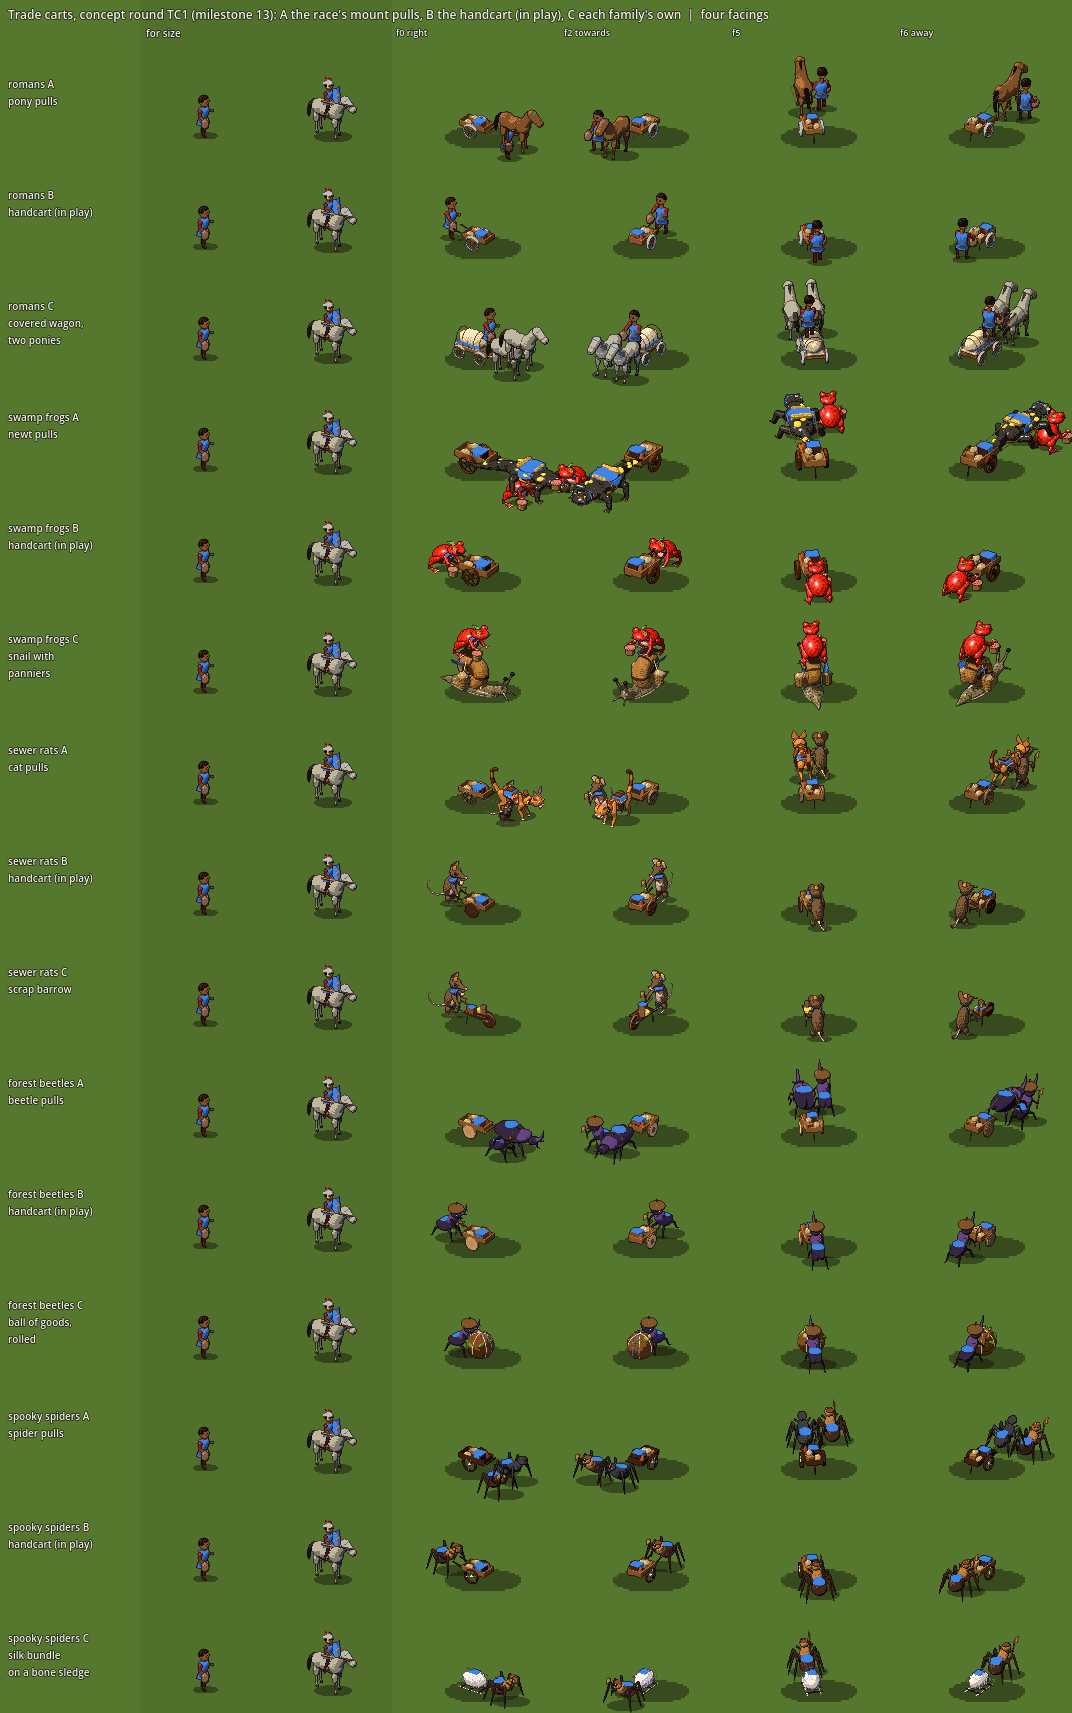 Trade carts, concept round TC1 (milestone 13): A the race's mount pulls, B the handcart (in play), C each family's own | four facings
for size
f0 right
f2 towards
f5
f6 away
romans A
pony pulls
romans B
handcart (in play)
romans C
covered wagon,
two ponies
swamp frogs A
newt pulls
swamp frogs B
handcart (in play)
swamp frogs C
snail with
panniers
sewer rats A
cat pulls
sewer rats B
handcart (in play)
sewer rats C
scrap barrow
forest beetles A
beetle pulls
forest beetles B
handcart (in play)
forest beetles C
ball of goods,
rolled
spooky spiders A
spider pulls
spooky spiders B
handcart (in play)
spooky spiders C
silk bundle
on a bone sledge